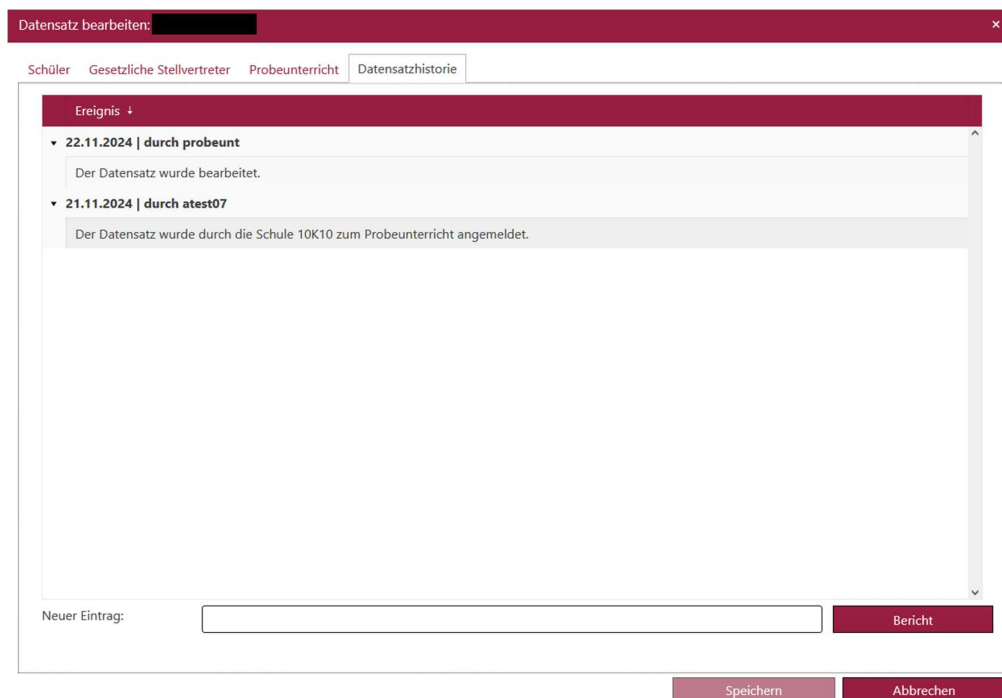 Datensatz bearbeiten:
Schüler Gesetzliche Stellvertreter Probeunterricht Datensatzhistorie
Ereignis ↓
22.11.2024 | durch probeunt
Der Datensatz wurde bearbeitet.
21.11.2024 | durch atest07
Der Datensatz wurde durch die Schule 10K10 zum Probeunterricht angemeldet.
Neuer Eintrag: Bericht
Speichern Abbrechen